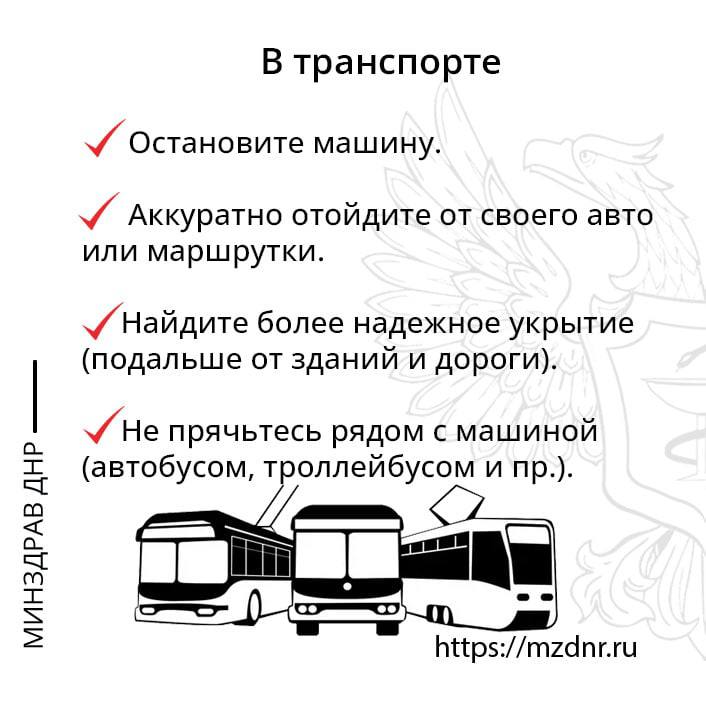 В транспорте
Остановите машину.
Аккуратно отойдите от своего авто
или маршрутки.
Найдите более надежное укрытие
(подальше от зданий и дороги).
Не прячьтесь рядом с машиной
(автобусом, троллейбусом и пр.).
МИНЗДРАВ ДНР
https://mzdnr.ru